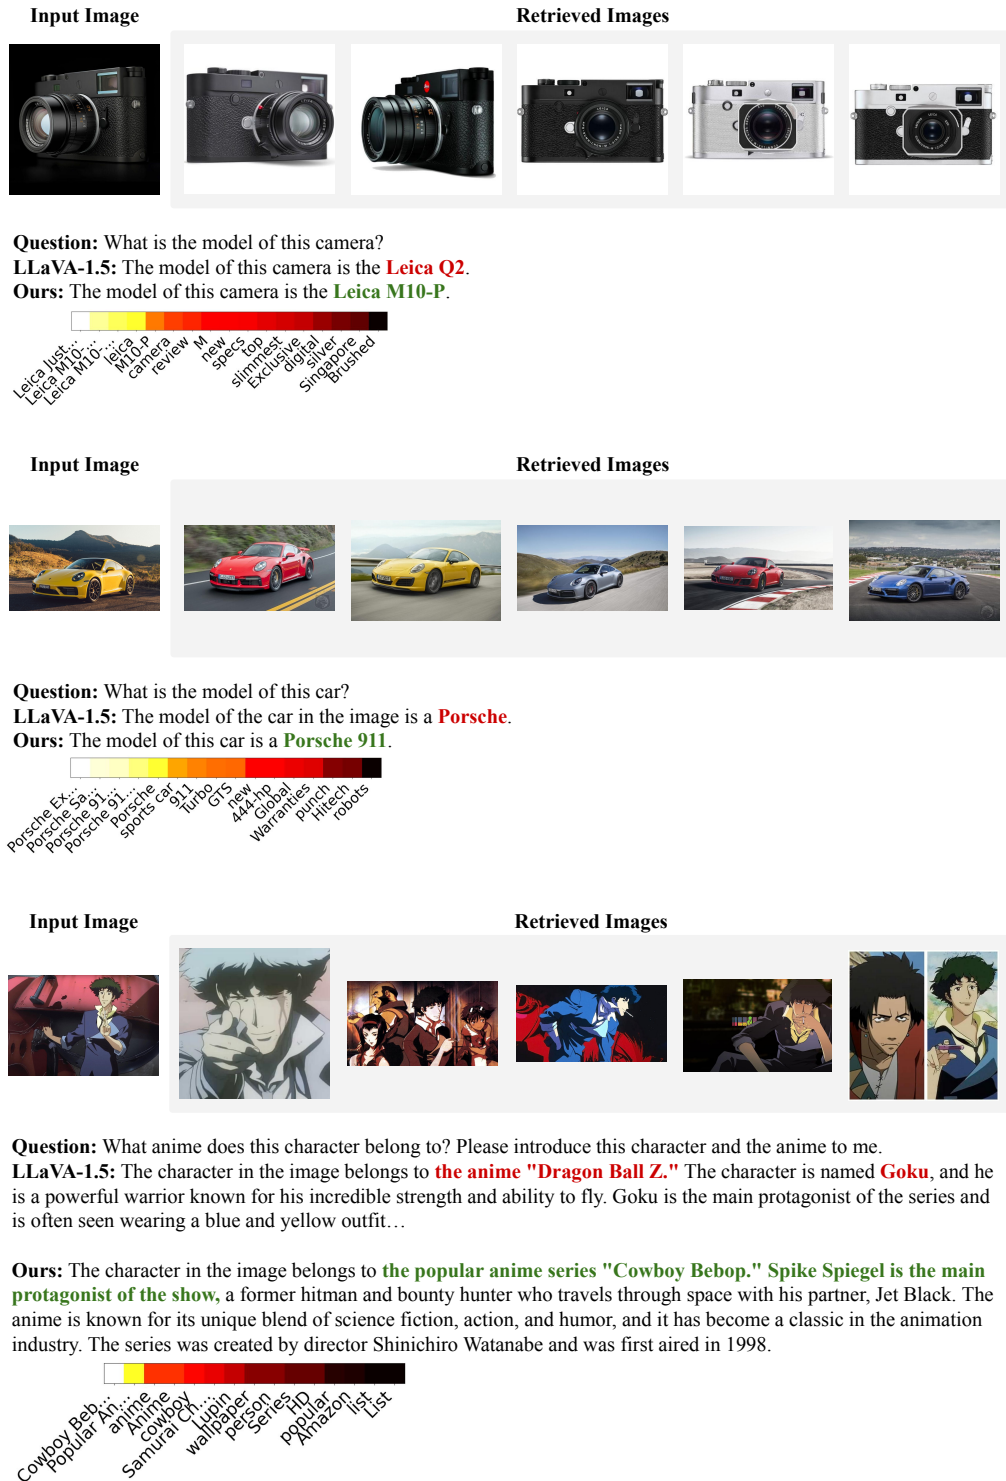 Input Image
Retrieved Images
Question: What is the model of this camera?
LLaVA-1.5: The model of this camera is the Leica Q2.
Ours: The model of this camera is the Leica M10-P.
Leica Just...
Leica M10-...
Leica M10-...
leica
M10-P
camera
review
M
new
specs
top
slimmest
Exclusive
digital
silver
Singapore
Brushed
Input Image
Retrieved Images
Question: What is the model of this car?
LLaVA-1.5: The model of the car in the image is a Porsche.
Ours: The model of this car is a Porsche 911.
Porsche Ex...
Porsche Sa...
Porsche 91...
Porsche 91...
Porsche
sports car
911
Turbo
GTS
new
444-hp
Global
Warranties
punch
Hitech
robots
Input Image
Retrieved Images
Question: What anime does this character belong to? Please introduce this character and the anime to me.
LLaVA-1.5: The character in the image belongs to the anime "Dragon Ball Z." The character is named Goku, and he
is a powerful warrior known for his incredible strength and ability to fly. Goku is the main protagonist of the series and
is often seen wearing a blue and yellow outfit…
Ours: The character in the image belongs to the popular anime series "Cowboy Bebop." Spike Spiegel is the main
protagonist of the show, a former hitman and bounty hunter who travels through space with his partner, Jet Black. The
anime is known for its unique blend of science fiction, action, and humor, and it has become a classic in the animation
industry. The series was created by director Shinichiro Watanabe and was first aired in 1998.
Cowboy Beb...
Popular An...
anime
Anime
cowboy
Samurai Ch...
Lupin
wallpaper
person
Series
HD
popular
Amazon
list
List